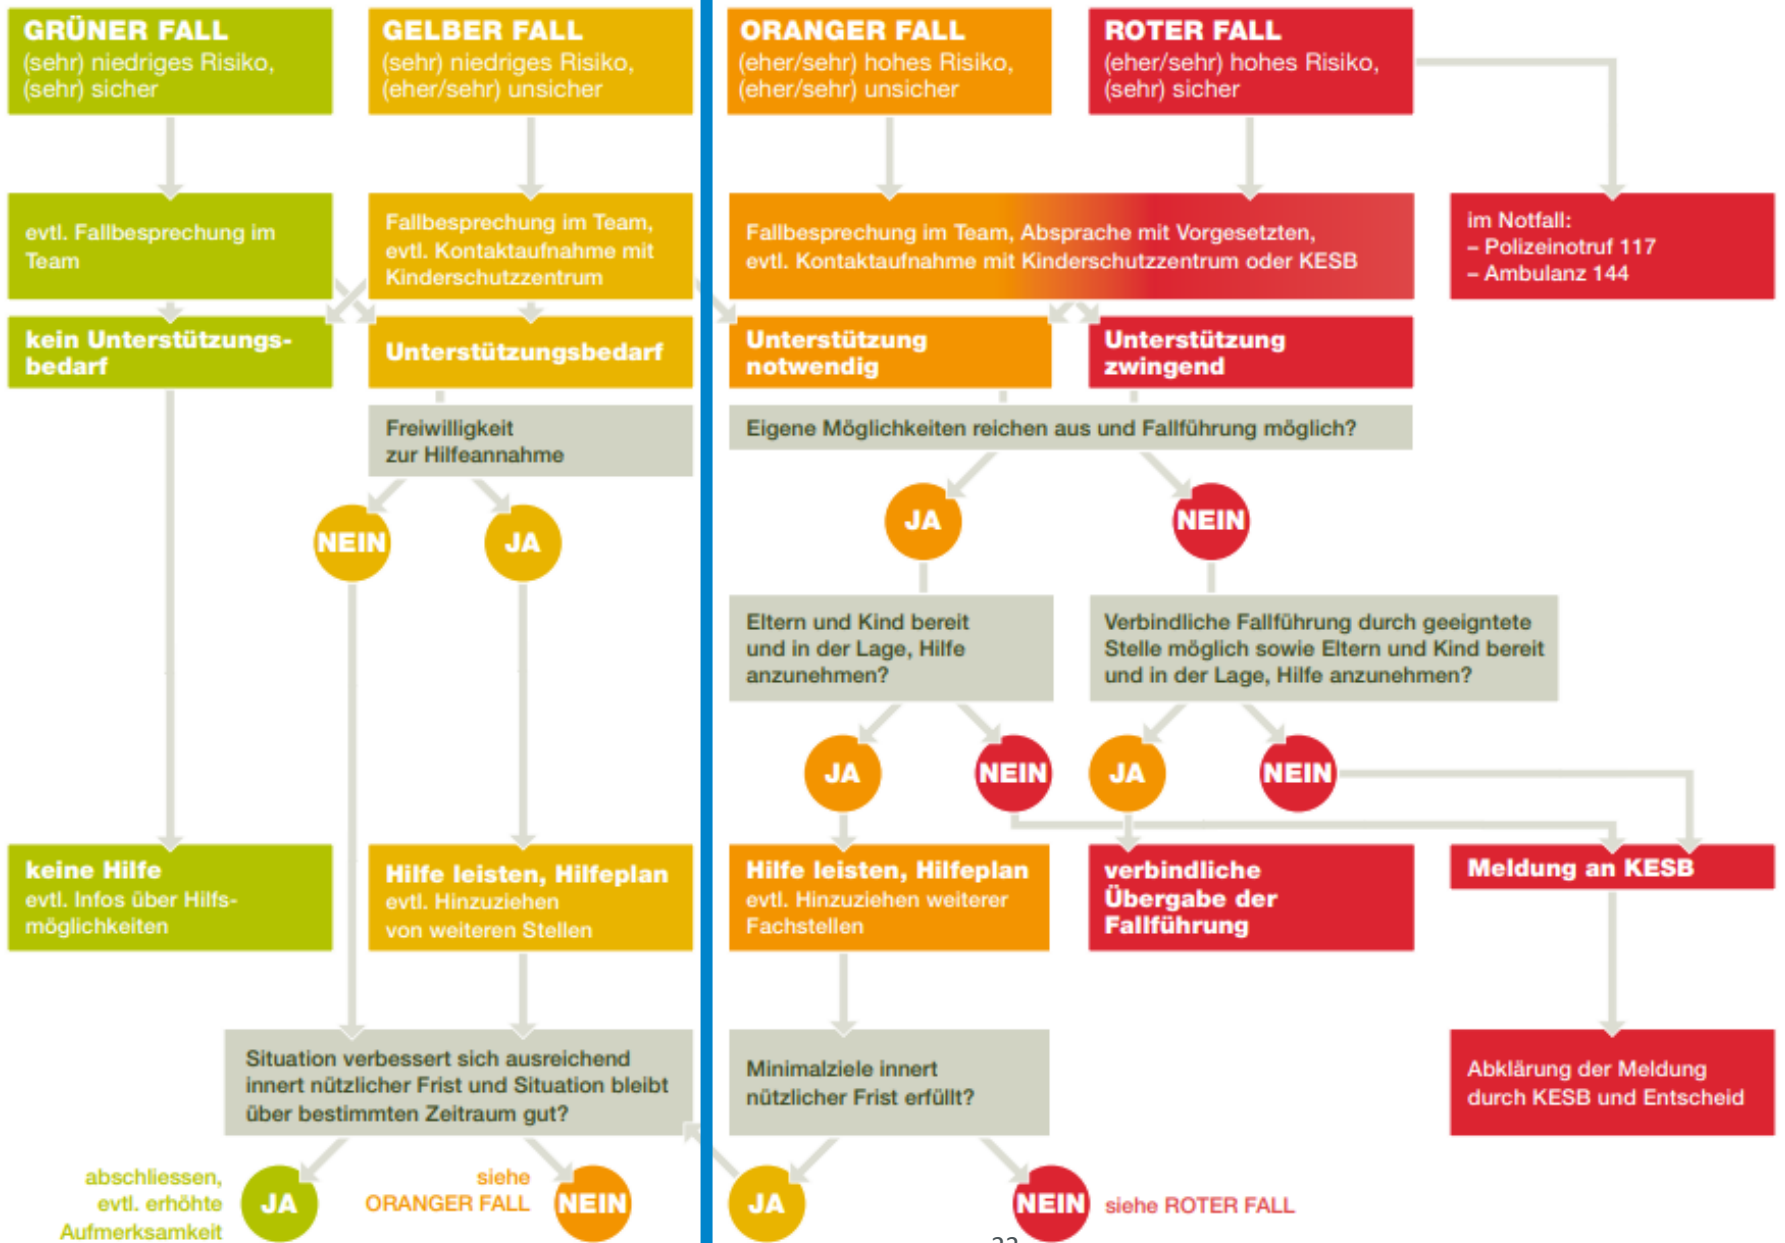 GRÜNER FALL
(sehr) niedriges Risiko,
(sehr) sicher
GELBER FALL
(sehr) niedriges Risiko,
(eher/sehr) unsicher
ORANGER FALL
(eher/sehr) hohes Risiko,
(eher/sehr) unsicher
ROTER FALL
(eher/sehr) hohes Risiko,
(sehr) sicher
evtl. Fallbesprechung im
Team
Fallbesprechung im Team,
evtl. Kontaktaufnahme mit
Kinderschutzzentrum
Fallbesprechung im Team, Absprache mit Vorgesetzten,
evtl. Kontaktaufnahme mit Kinderschutzzentrum oder KESB
im Notfall:
– Polizeinotruf 117
– Ambulanz 144
kein Unterstützungs-
bedarf
Unterstützungsbedarf
Unterstützung
notwendig
Unterstützung
zwingend
Freiwilligkeit
zur Hilfeannahme
Eigene Möglichkeiten reichen aus und Fallführung möglich?
NEIN
JA
JA
NEIN
Eltern und Kind bereit
und in der Lage, Hilfe
anzunehmen?
Verbindliche Fallführung durch geeigntete
Stelle möglich sowie Eltern und Kind bereit
und in der Lage, Hilfe anzunehmen?
JA
NEIN
JA
NEIN
keine Hilfe
evtl. Infos über Hilfs-
möglichkeiten
Hilfe leisten, Hilfeplan
evtl. Hinzuziehen
von weiteren Stellen
Hilfe leisten, Hilfeplan
evtl. Hinzuziehen weiterer
Fachstellen
verbindliche
Übergabe der
Fallführung
Meldung an KESB
Situation verbessert sich ausreichend
innert nützlicher Frist und Situation bleibt
über bestimmten Zeitraum gut?
Minimalziele innert
nützlicher Frist erfüllt?
Abklärung der Meldung
durch KESB und Entscheid
abschliessen,
evtl. erhöhte
Aufmerksamkeit
JA
siehe
ORANGER FALL
NEIN
JA
NEIN
siehe ROTER FALL